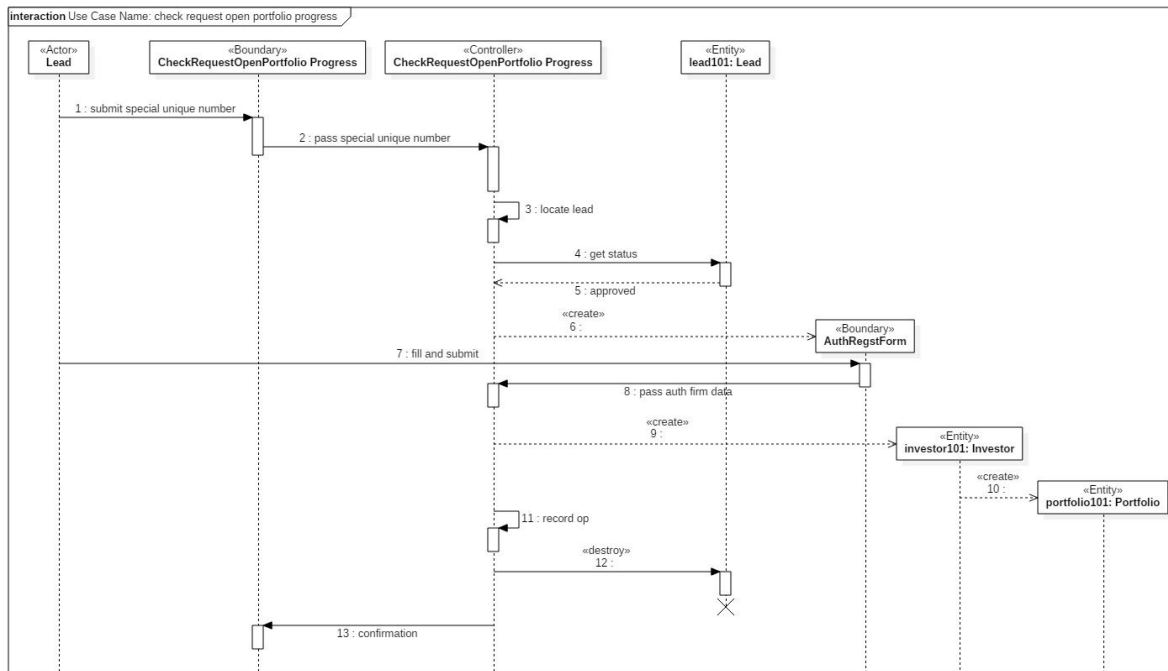 interaction Use Case Name: check request open portfolio progress
«Actor»
Lead
«Boundary»
CheckRequestOpenPortfolio Progress
«Controller»
CheckRequestOpenPortfolio Progress
«Entity»
lead101: Lead
1 : submit special unique number
2 : pass special unique number
3 : locate lead
4 : get status
5 : approved
«create»
6 :
«Boundary»
AuthRegstForm
7 : fill and submit
8 : pass auth firm data
«create»
9 :
«Entity»
investor101: Investor
«create»
10 :
«Entity»
portfolio101: Portfolio
11 : record op
«destroy»
12 :
13 : confirmation